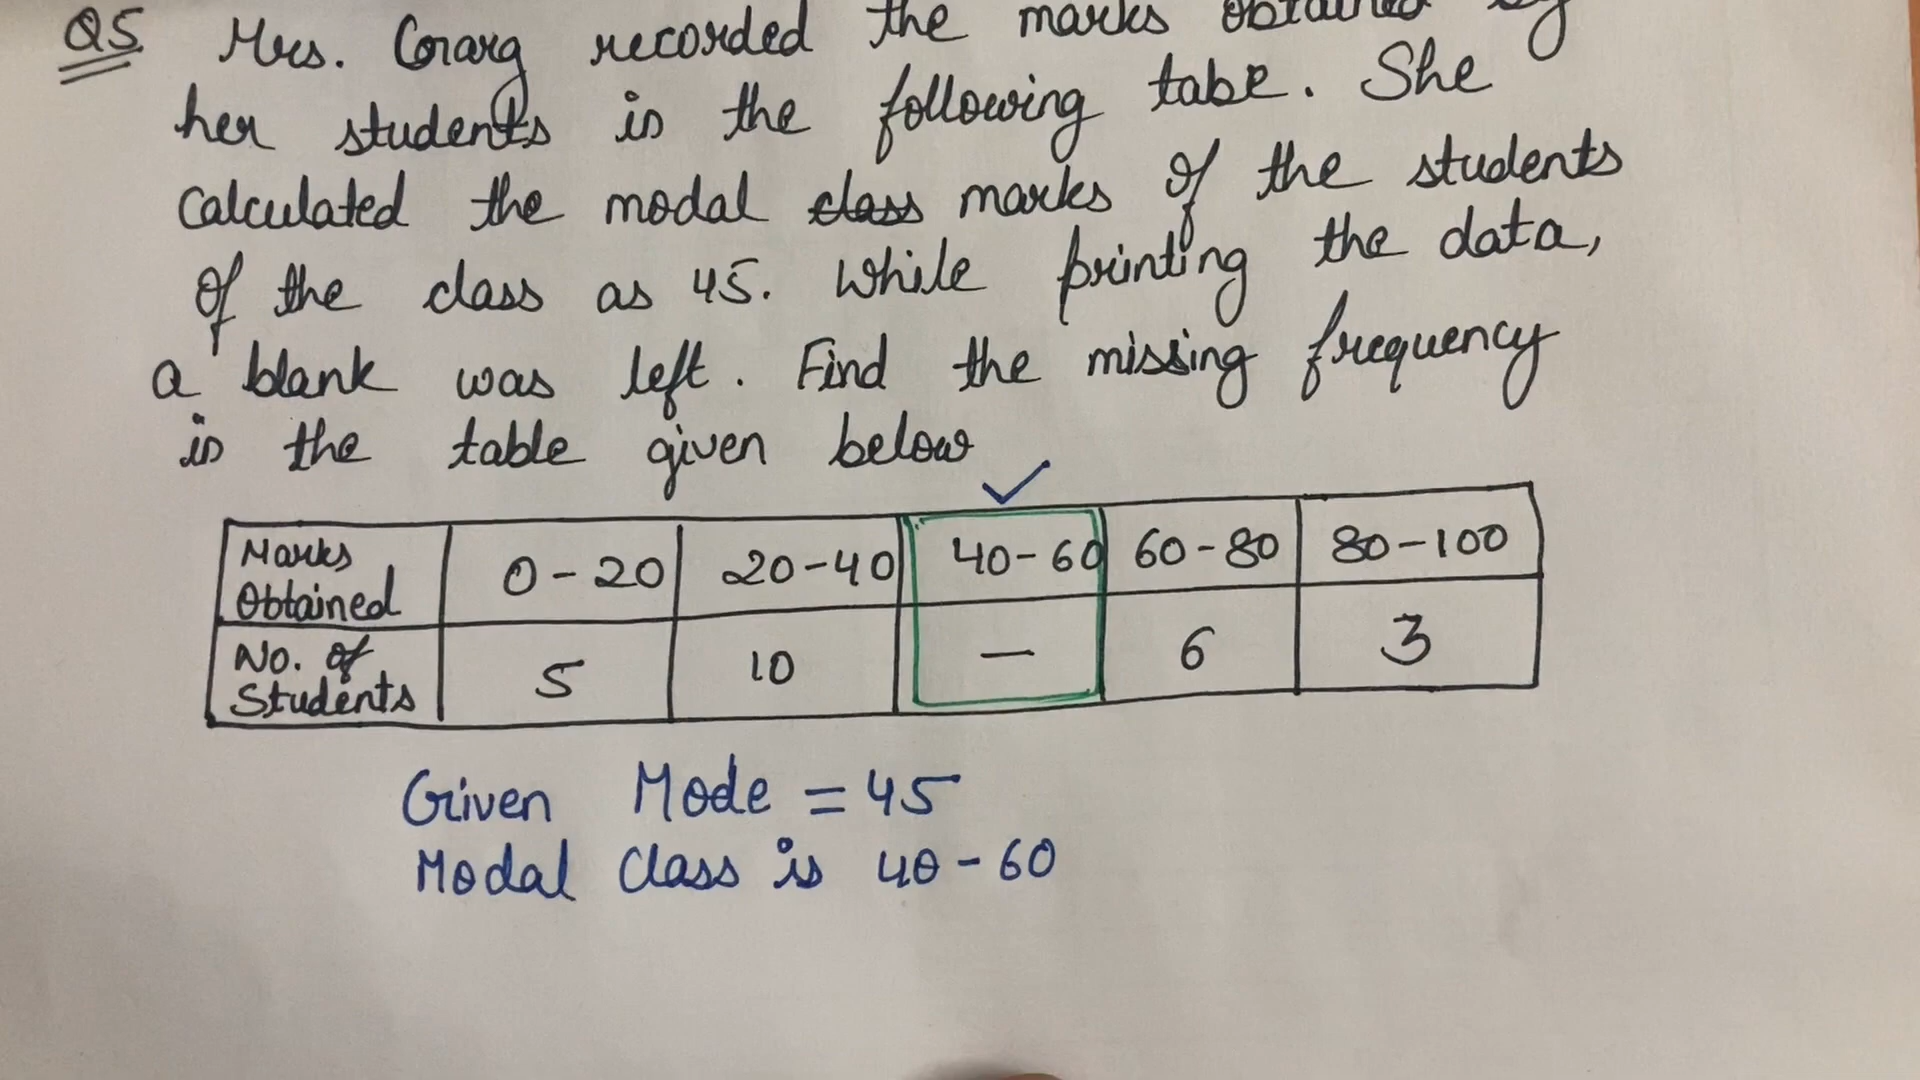 Q5 Mrs. Garg recorded the marks obtained by
her students in the following tabe. She
Calculated the modal class marks of the students
of the class as 45. While printing the data,
a blank was left. Find the missing frequency
in the table given below
Marks Obtained 0-20 20-40 40-60 60-80 80-100
No. of Students 5 10 — 6 3
Given Mode = 45
Modal Class is 40-60